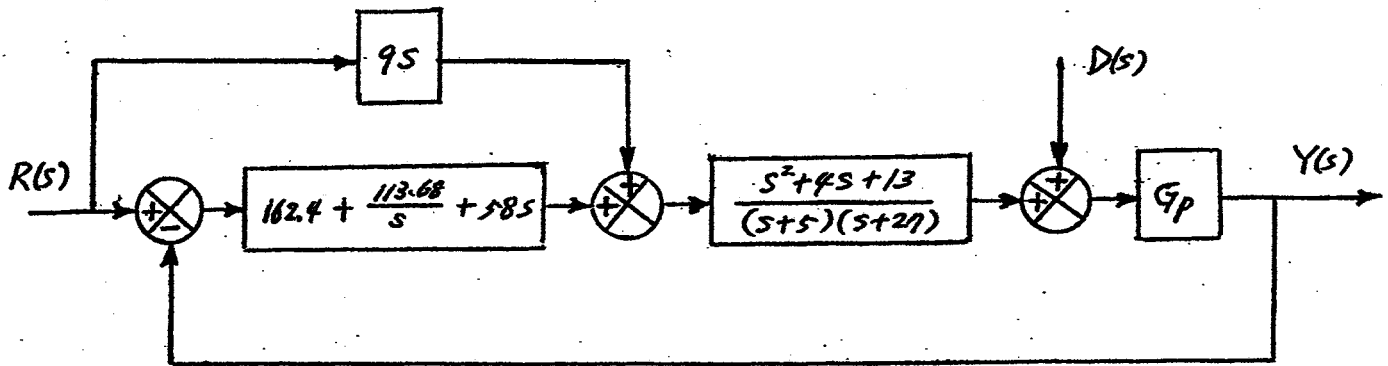 9s
D(s)
R(s)
+
-
162.4 + 113.68/s + 58s
+
+
s²+4s+13
(s+5)(s+27)
+
+
Gp
Y(s)